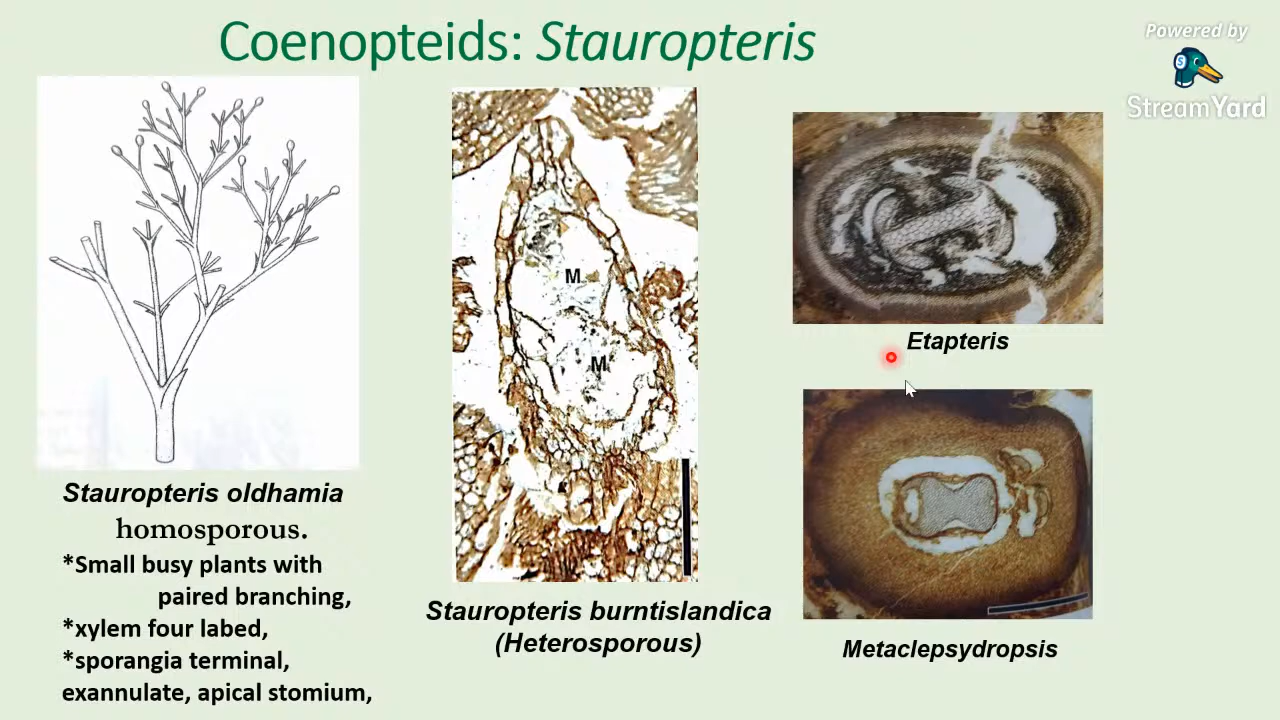 Coenopteids: Stauropteris
Powered by
StreamYard
S
M
M
Etapteris
Stauropteris oldhamia
homosporous.
*Small busy plants with
paired branching,
*xylem four labed,
*sporangia terminal,
exannulate, apical stomium,
Stauropteris burntislandica
(Heterosporous)
Metaclepsydropsis